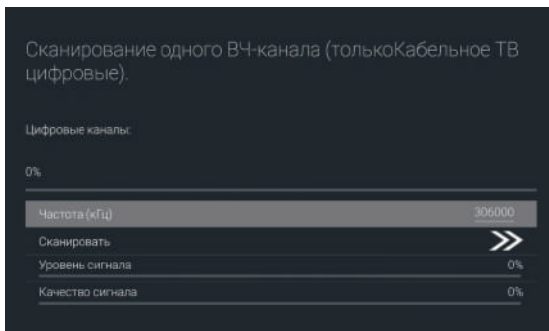 Сканирование одного ВЧ-канала (толькоКабельное ТВ
цифровые).
Цифровые каналы:
0%
Частота (кГц) 306000
Сканировать
Уровень сигнала 0%
Качество сигнала 0%